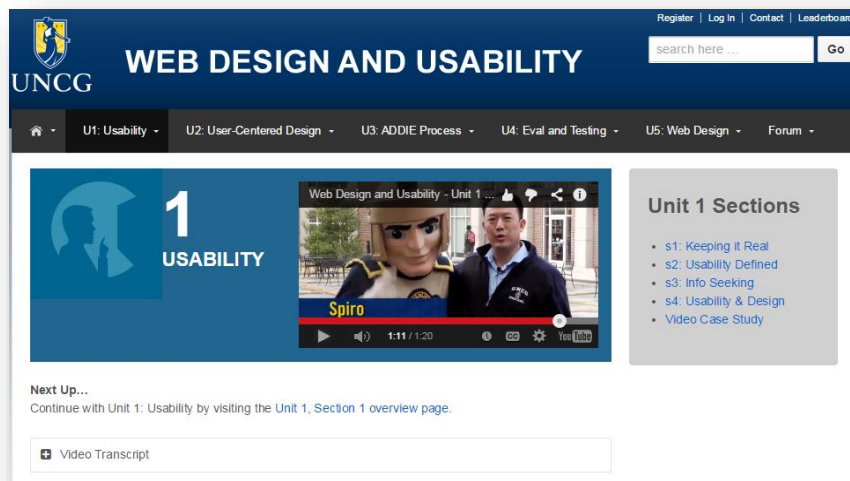 Register | Log In | Contact | Leaderboard
UNCG
WEB DESIGN AND USABILITY
search here ...
Go
U1: Usability
U2: User-Centered Design
U3: ADDIE Process
U4: Eval and Testing
U5: Web Design
Forum
1
USABILITY
Web Design and Usability - Unit 1 ...
Spiro
1:11 / 1:20
CC
YouTube
Unit 1 Sections
s1: Keeping it Real
s2: Usability Defined
s3: Info Seeking
s4: Usability & Design
Video Case Study
Next Up...
Continue with Unit 1: Usability by visiting the Unit 1, Section 1 overview page.
Video Transcript